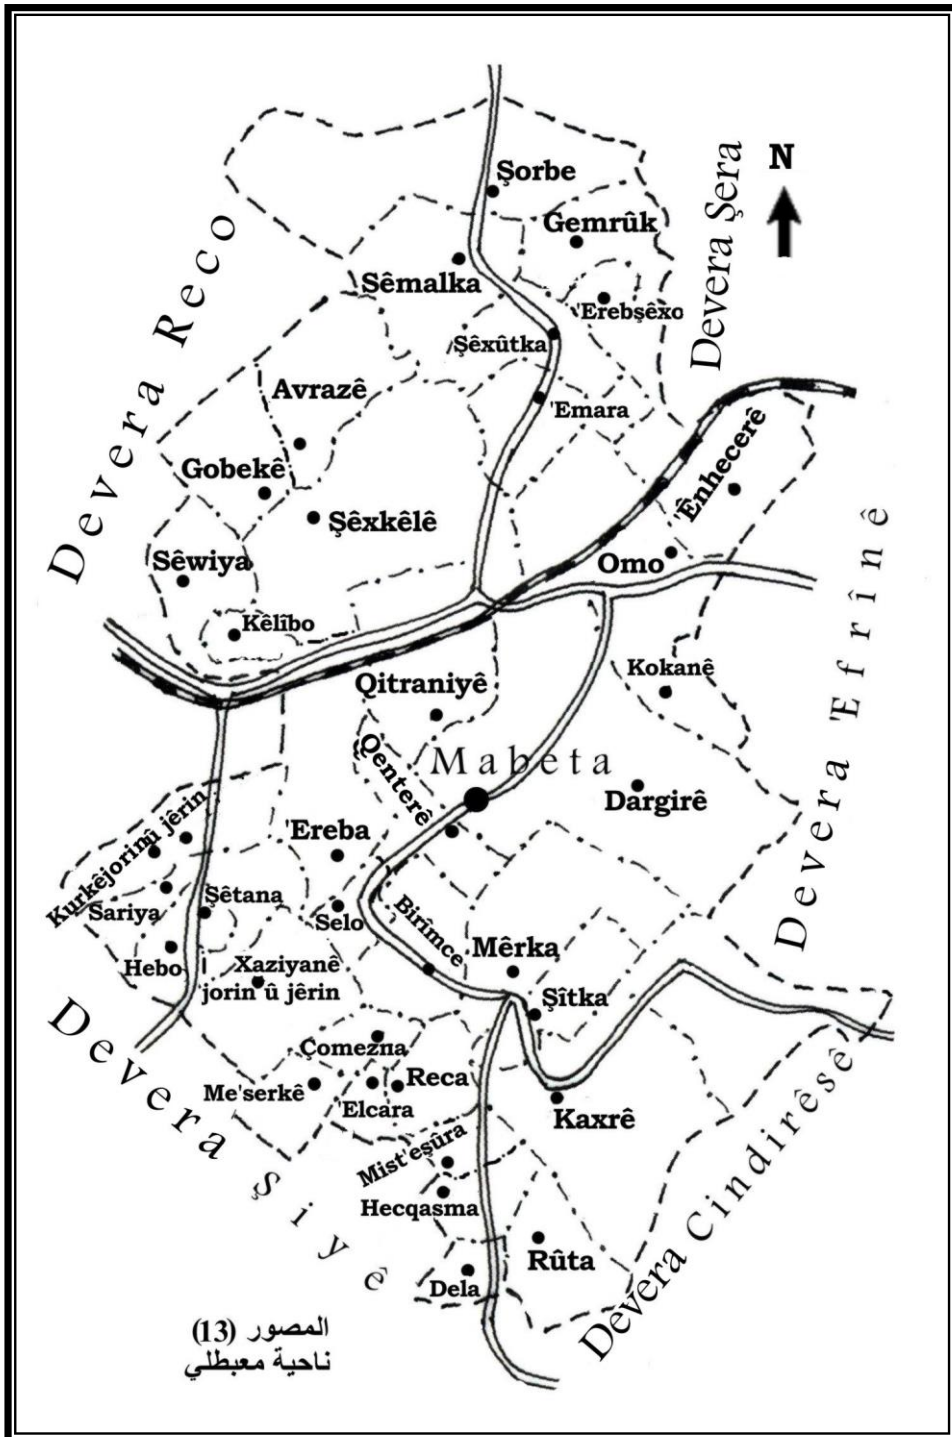 Şorbe
N
Gemrûk
Devera Şera
Sêmalka
'Erebşêxo
Devera Reco
Şêxûtka
Avrazê
'Emara
Gobekê
'Ênhecerê
Şêxkêlê
Sêwiya
Omo
Kêlîbo
Kokanê
Qitraniyê
Devera 'Efrînê
Mabeta
Qenterê
Dargirê
Kurkêjorin û jêrin
'Ereba
Sariya
Şêtana
Selo
Birîmce
Hebo
Xaziyanê
jorin û jêrin
Mêrka
Şîtka
Çomezna
Me'serkê
'Elcara
Reca
Kaxrê
Devera Şiyê
Mist'eşûra
Hecqasma
Devera Cindirêsê
Rûta
Dela
المصور (13)
ناحية معبطلي